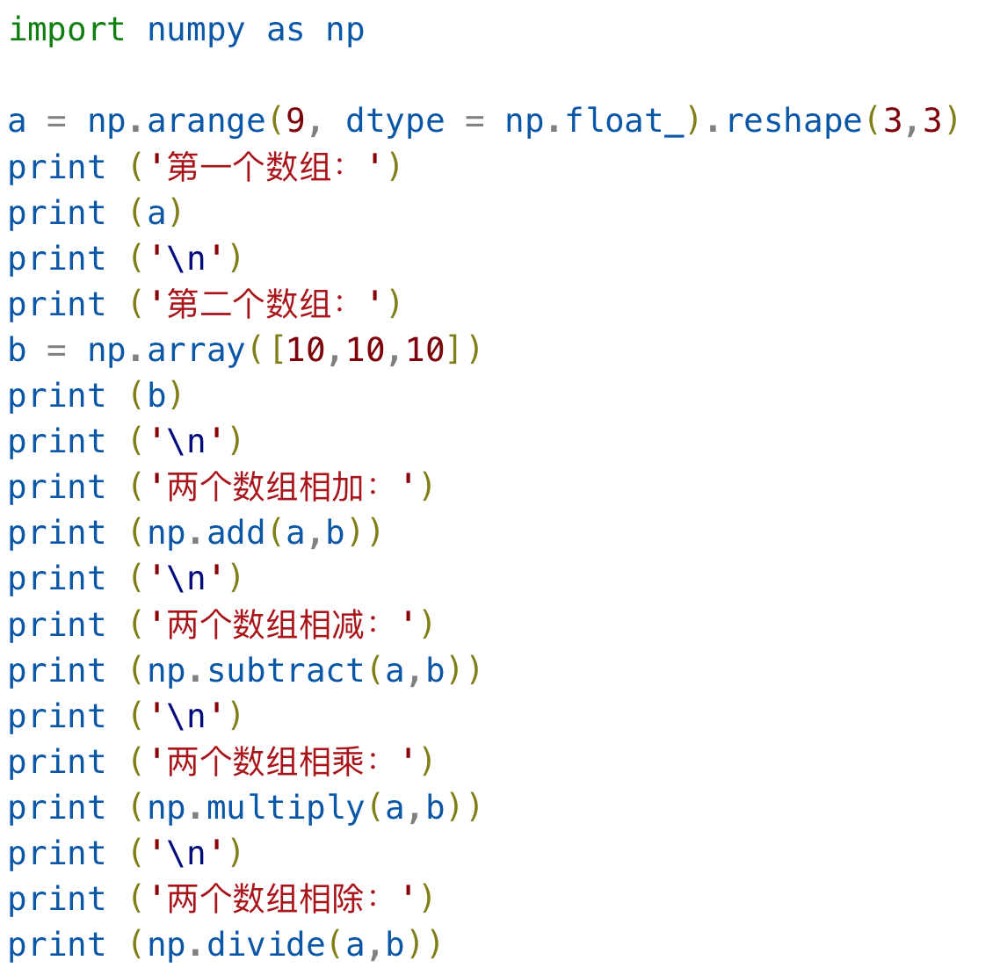 import numpy as np
a = np.arange(9, dtype = np.float_).reshape(3,3)
print ('第一个数组：')
print (a)
print ('\n')
print ('第二个数组：')
b = np.array([10,10,10])
print (b)
print ('\n')
print ('两个数组相加：')
print (np.add(a,b))
print ('\n')
print ('两个数组相减：')
print (np.subtract(a,b))
print ('\n')
print ('两个数组相乘：')
print (np.multiply(a,b))
print ('\n')
print ('两个数组相除：')
print (np.divide(a,b))